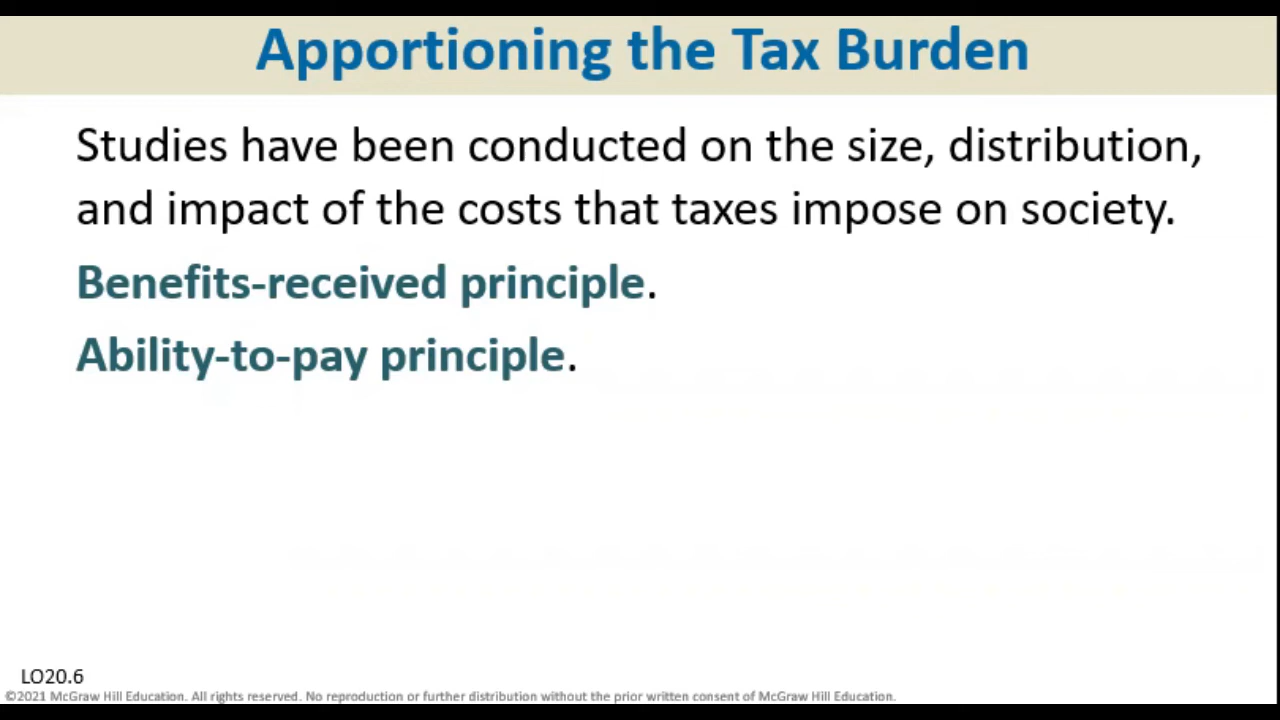 Apportioning the Tax Burden
Studies have been conducted on the size, distribution,
and impact of the costs that taxes impose on society.
Benefits-received principle.
Ability-to-pay principle.
LO20.6
©2021 McGraw Hill Education. All rights reserved. No reproduction or further distribution without the prior written consent of McGraw Hill Education.